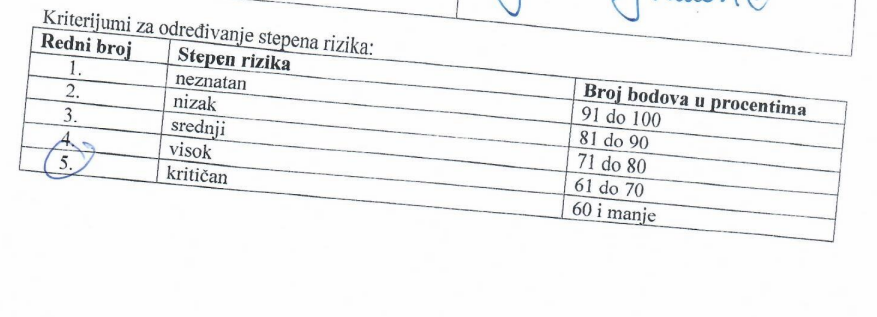 Kriterijumi za određivanje stepena rizika:
Redni broj Stepen rizika Broj bodova u procentima
1. neznatan 91 do 100
2. nizak 81 do 90
3. srednji 71 do 80
4. visok 61 do 70
5. kritičan 60 i manje